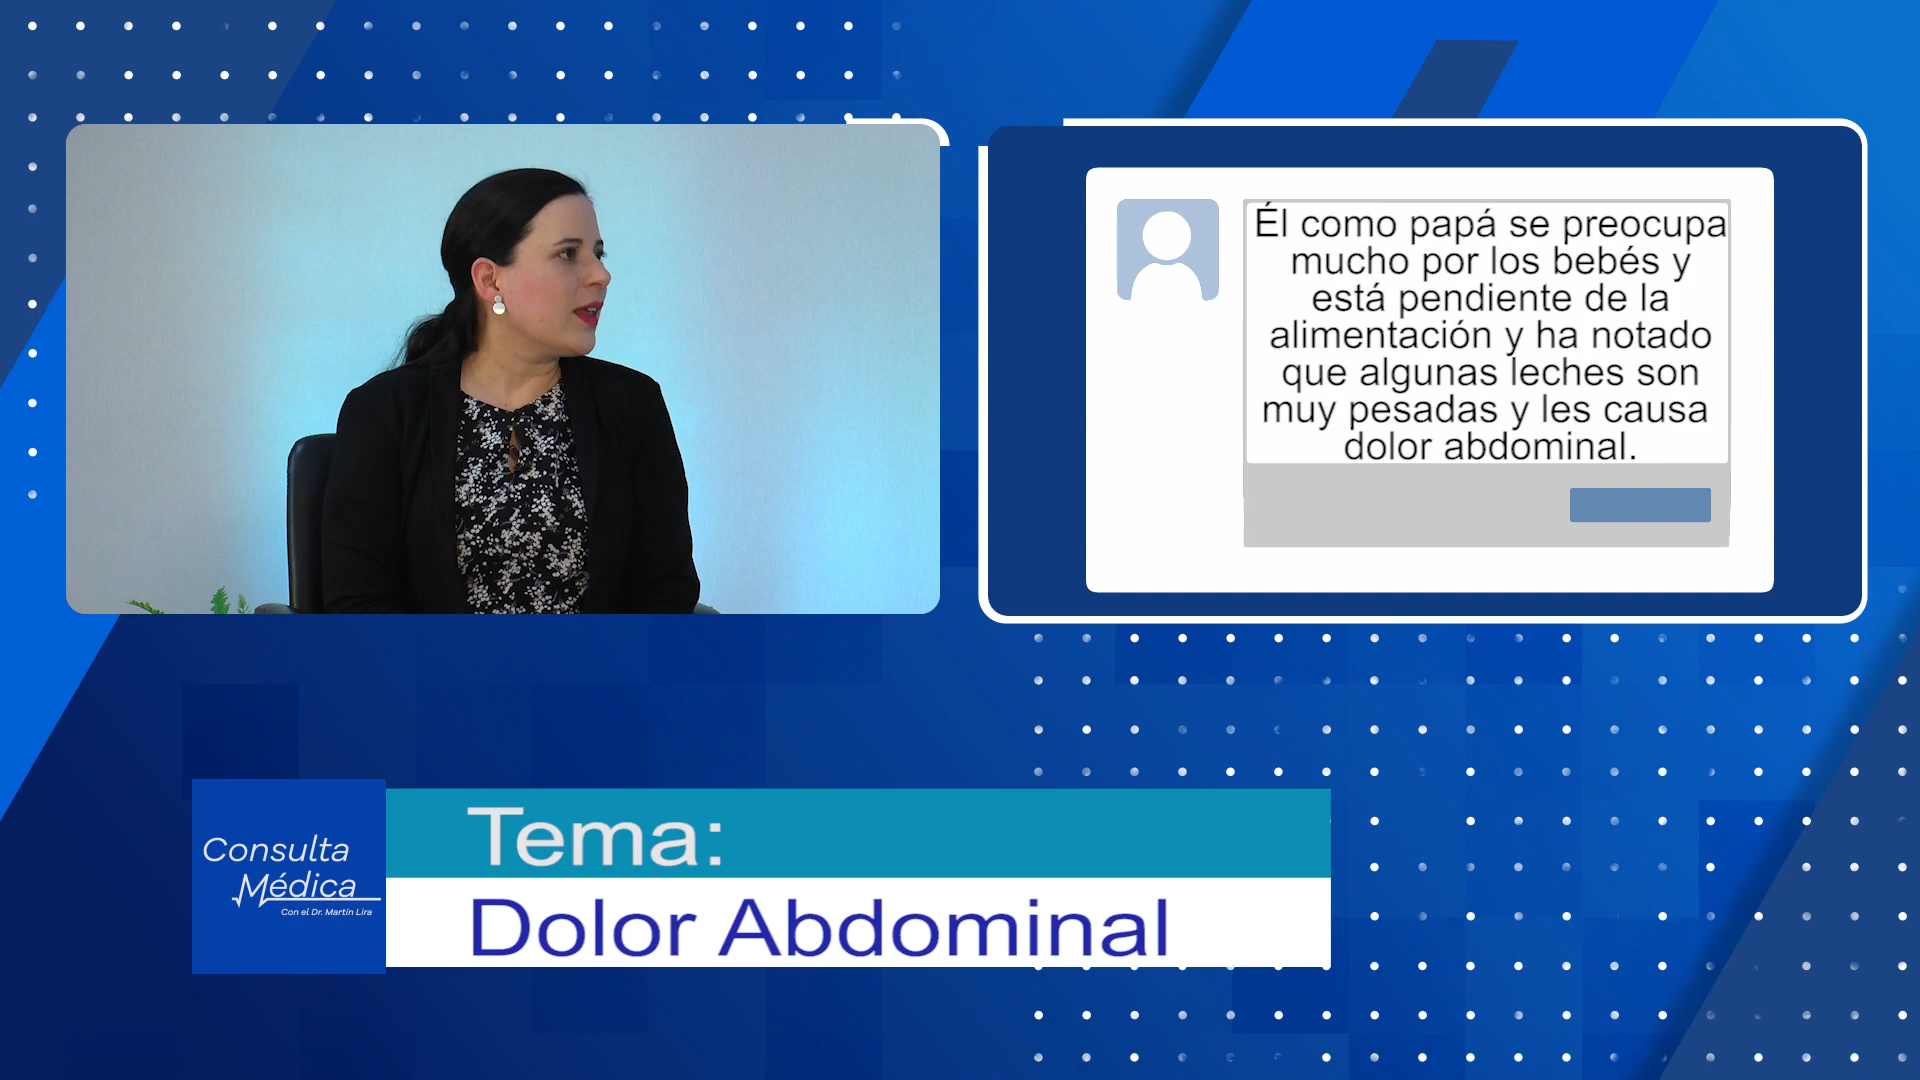 Él como papá se preocupa
mucho por los bebés y
está pendiente de la
alimentación y ha notado
que algunas leches son
muy pesadas y les causa
dolor abdominal.
Consulta
Médica
Con el Dr. Martín Lira
Tema:
Dolor Abdominal